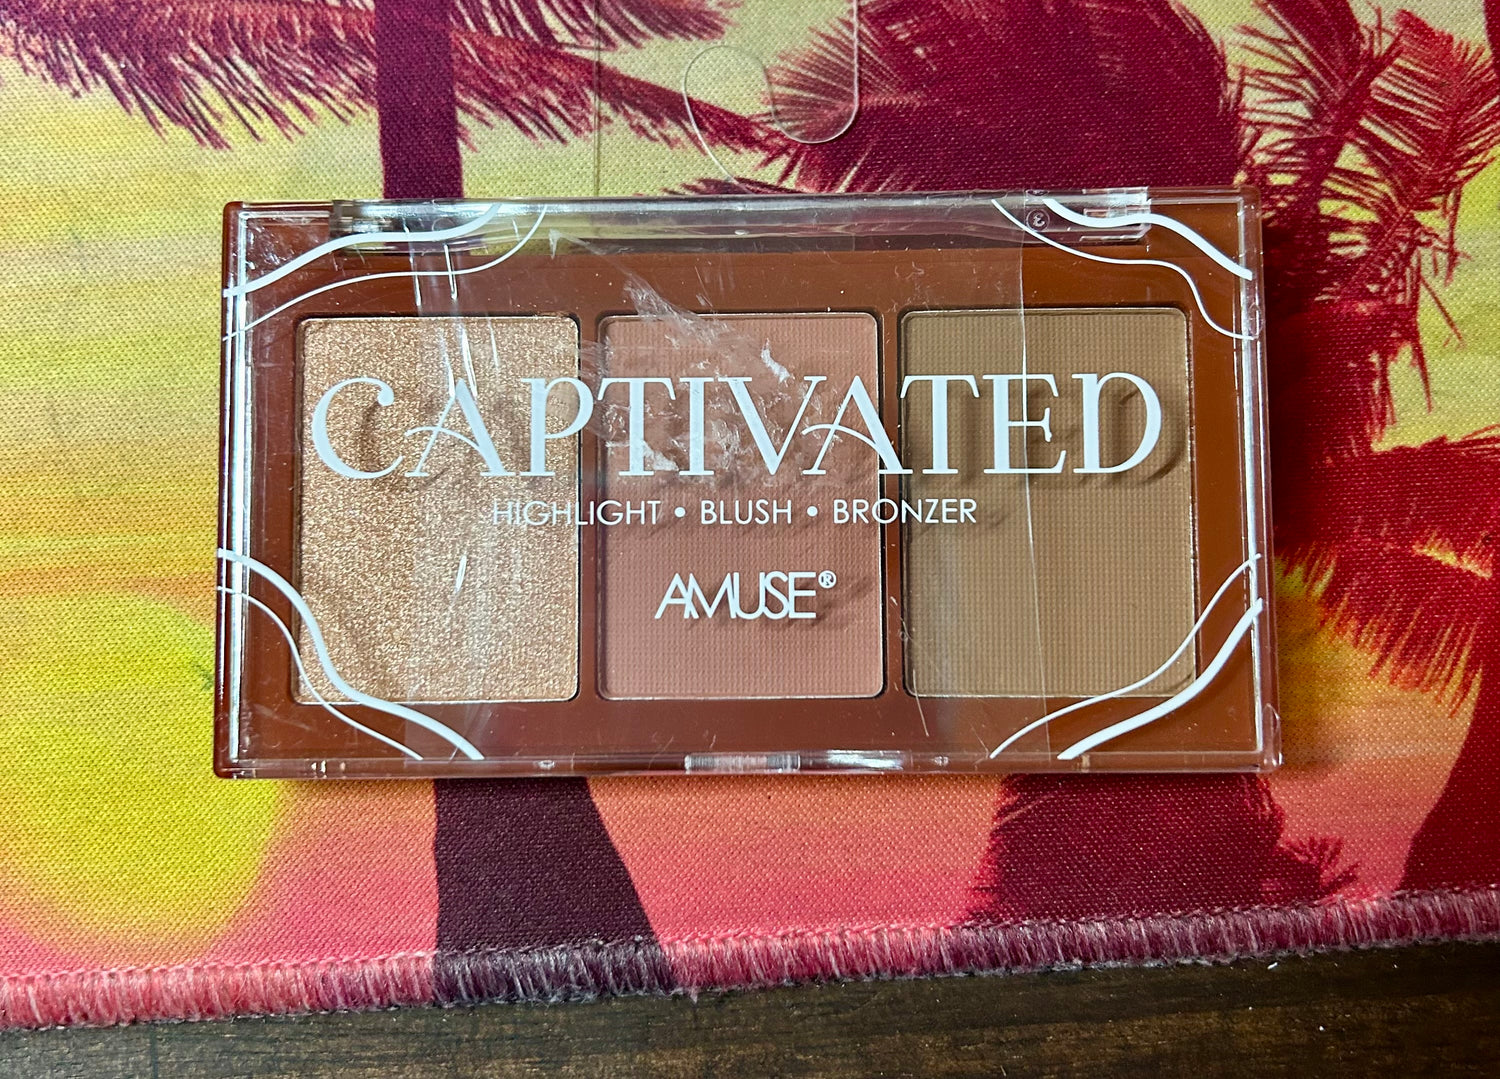 CAPTIVATED
HIGHLIGHT • BLUSH • BRONZER
AMUSE®